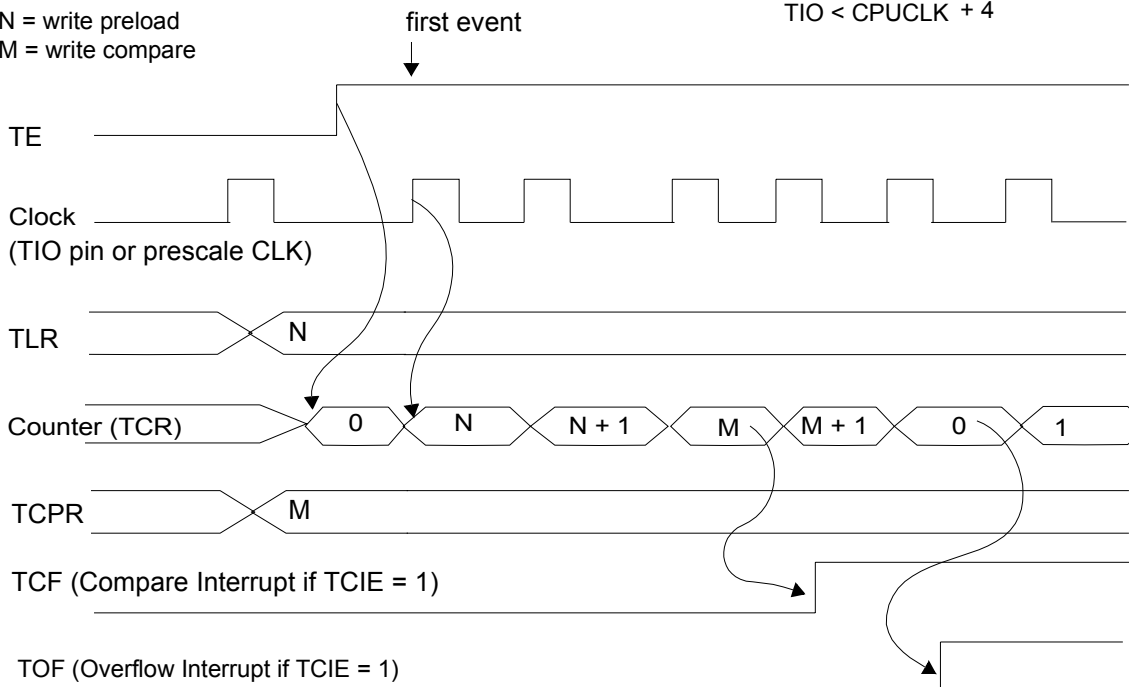 N = write preload
M = write compare
first event
TIO < CPUCLK + 4
TE
Clock
(TIO pin or prescale CLK)
TLR
N
Counter (TCR)
0
N
N + 1
M
M + 1
0
1
TCPR
M
TCF (Compare Interrupt if TCIE = 1)
TOF (Overflow Interrupt if TCIE = 1)